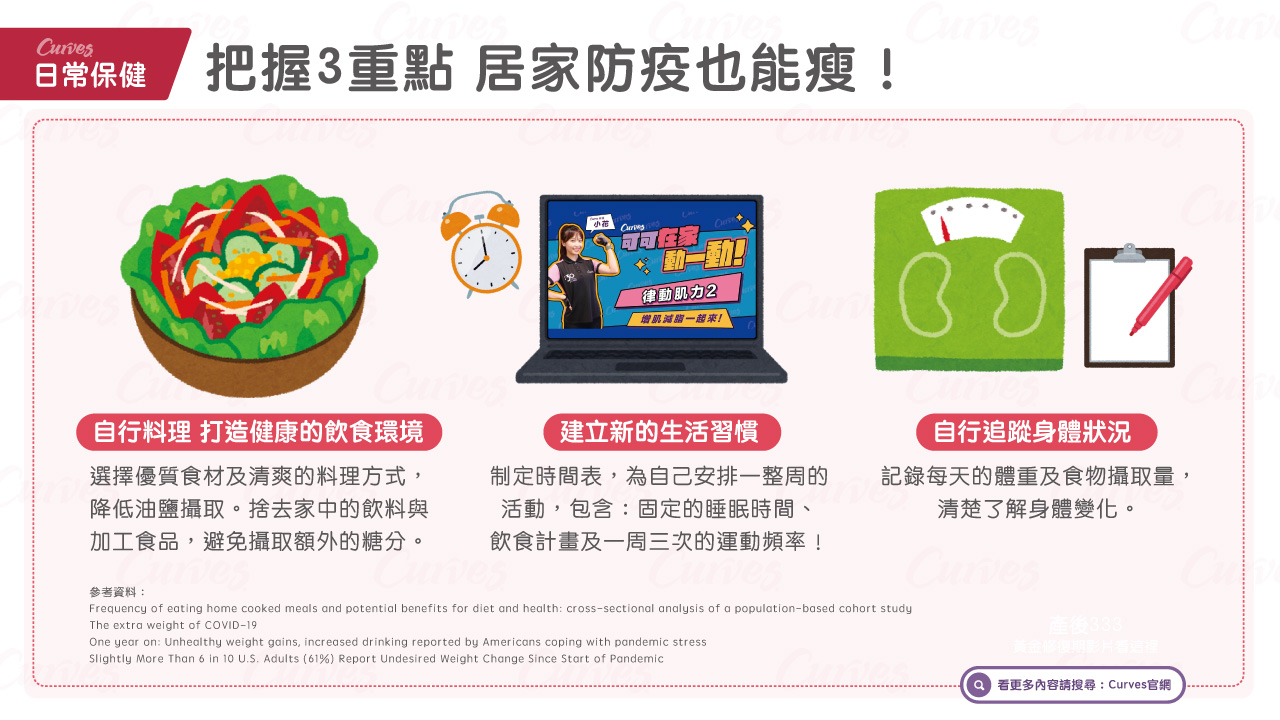 Curves
日常保健
把握3重點 居家防疫也能瘦！
小花
Curves
可可在家
動一動!
律動肌力2
增肌減脂一起來!
自行料理 打造健康的飲食環境
選擇優質食材及清爽的料理方式，
降低油鹽攝取。捨去家中的飲料與
加工食品，避免攝取額外的糖分。
建立新的生活習慣
制定時間表，為自己安排一整周的
活動，包含：固定的睡眠時間、
飲食計畫及一周三次的運動頻率！
自行追蹤身體狀況
記錄每天的體重及食物攝取量，
清楚了解身體變化。
參考資料：
Frequency of eating home cooked meals and potential benefits for diet and health: cross-sectional analysis of a population-based cohort study
The extra weight of COVID-19
One year on: Unhealthy weight gains, increased drinking reported by Americans coping with pandemic stress
Slightly More Than 6 in 10 U.S. Adults (61%) Report Undesired Weight Change Since Start of Pandemic
產後333
看更多內容請搜尋：Curves官網